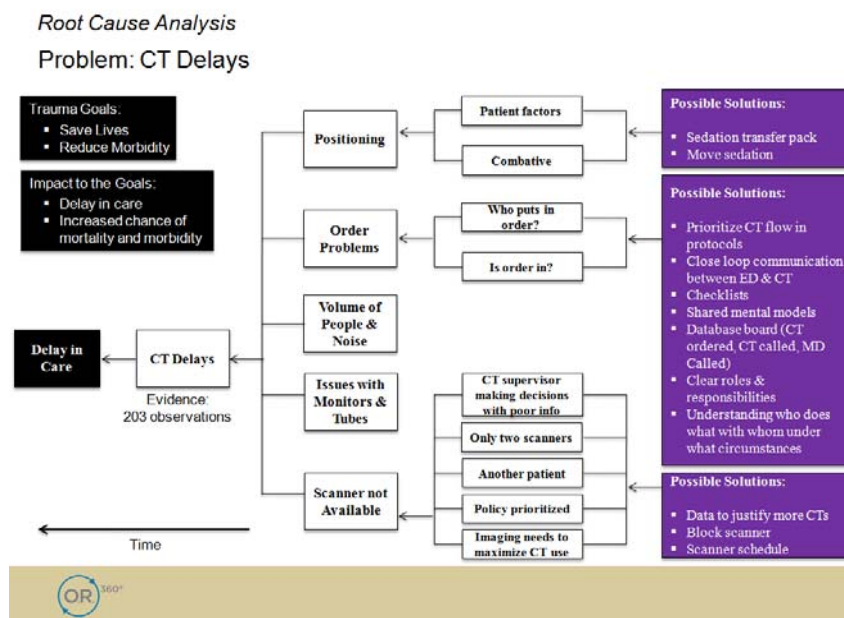 Root Cause Analysis
Problem: CT Delays
Trauma Goals:
▪ Save Lives
▪ Reduce Morbidity
Impact to the Goals:
▪ Delay in care
▪ Increased chance of
mortality and morbidity
Delay in
Care
CT Delays
Evidence:
203 observations
Positioning
Order
Problems
Volume of
People &
Noise
Issues with
Monitors &
Tubes
Scanner not
Available
Patient factors
Combative
Who puts in
order?
Is order in?
CT supervisor
making decisions
with poor info
Only two scanners
Another patient
Policy prioritized
Imaging needs to
maximize CT use
Possible Solutions:
▪ Sedation transfer pack
▪ Move sedation
Possible Solutions:
▪ Prioritize CT flow in
protocols
▪ Close loop communication
between ED & CT
▪ Checklists
▪ Shared mental models
▪ Database board (CT
ordered, CT called, MD
Called)
▪ Clear roles &
responsibilities
▪ Understanding who does
what with whom under
what circumstances
Possible Solutions:
▪ Data to justify more CTs
▪ Block scanner
▪ Scanner schedule
Time
OR 360°